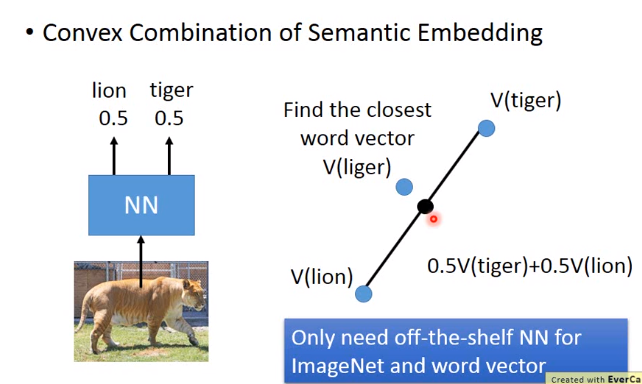 • Convex Combination of Semantic Embedding
lion tiger
0.5 0.5
NN
Find the closest
word vector
V(liger)
V(tiger)
V(lion)
0.5V(tiger)+0.5V(lion)
Only need off-the-shelf NN for
ImageNet and word vector
Created with EverCa